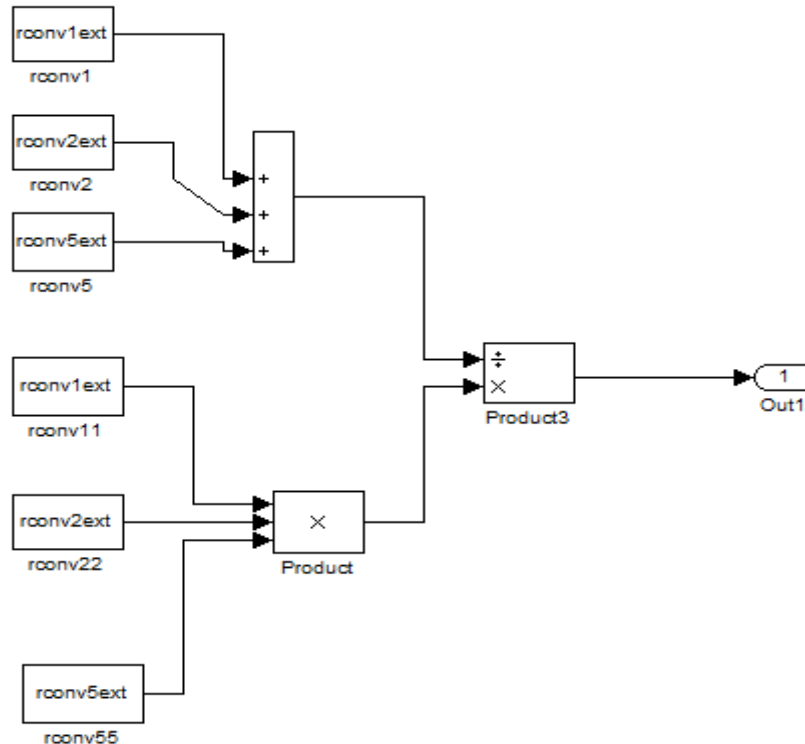 rconv1ext
rconv1
rconv2ext
rconv2
rconv5ext
rconv5
+
+
+
rconv1ext
rconv11
rconv2ext
rconv22
rconv5ext
rconv55
×
Product
÷
×
Product3
1
Out1